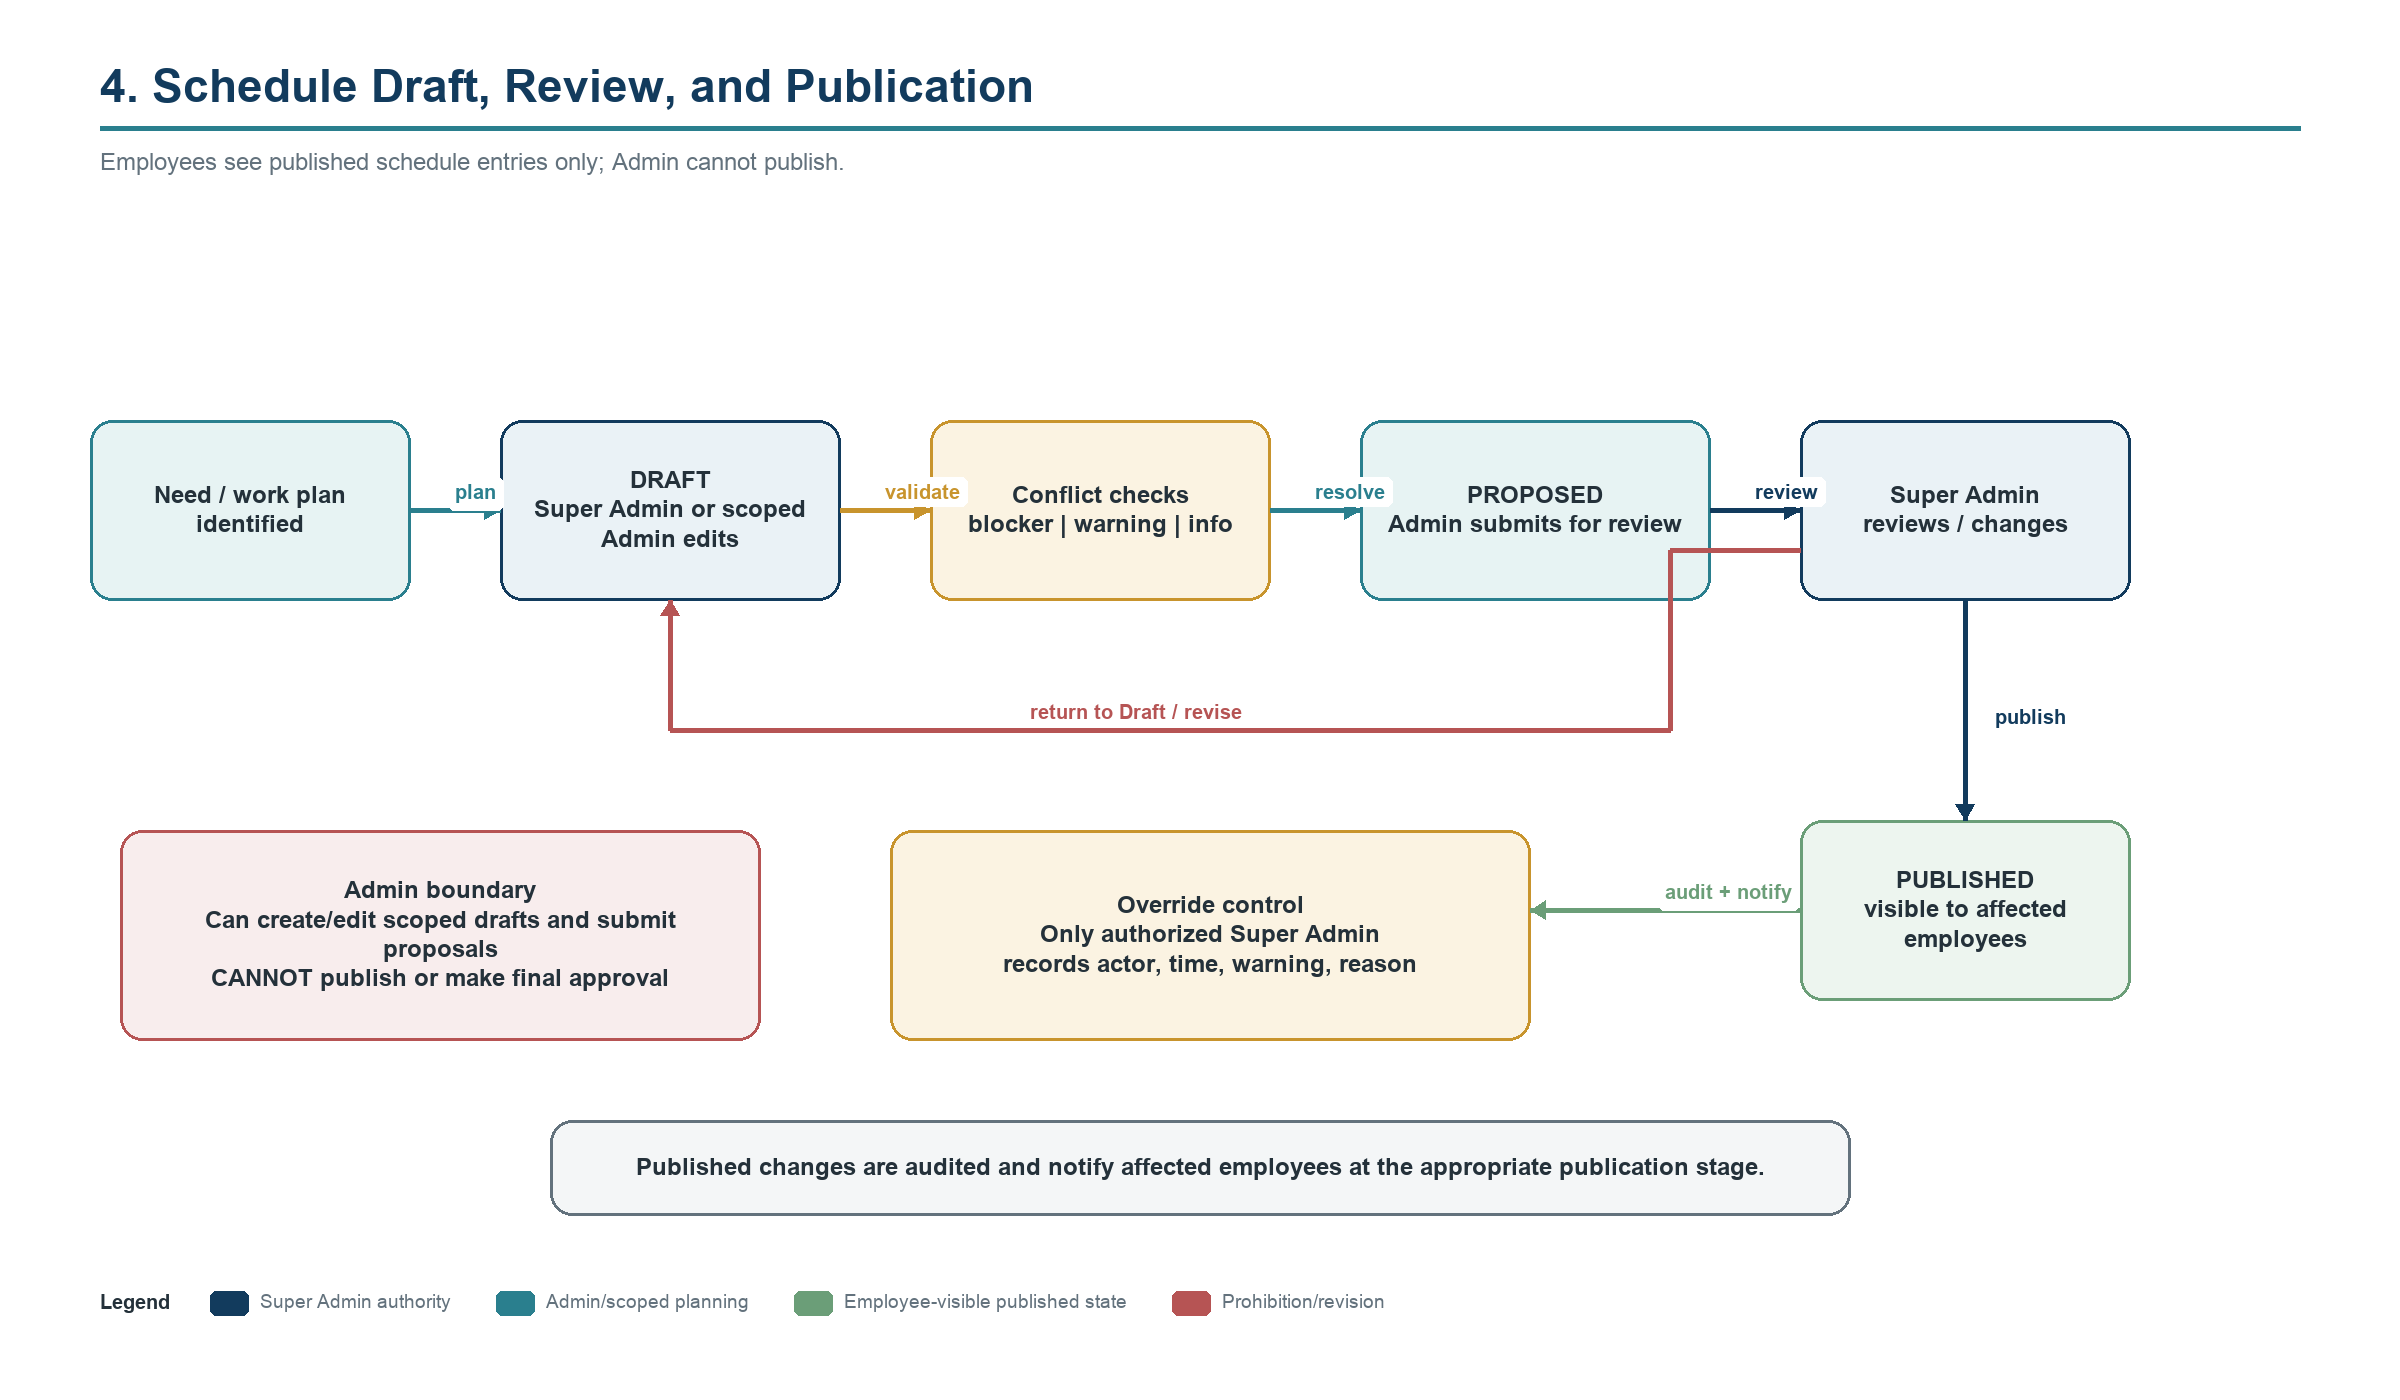 4. Schedule Draft, Review, and Publication
Employees see published schedule entries only; Admin cannot publish.
Need / work plan
identified
plan
DRAFT
Super Admin or scoped
Admin edits
validate
Conflict checks
blocker | warning | info
resolve
PROPOSED
Admin submits for review
review
Super Admin
reviews / changes
return to Draft / revise
publish
Admin boundary
Can create/edit scoped drafts and submit
proposals
CANNOT publish or make final approval
Override control
Only authorized Super Admin
records actor, time, warning, reason
audit + notify
PUBLISHED
visible to affected
employees
Published changes are audited and notify affected employees at the appropriate publication stage.
Legend
Super Admin authority
Admin/scoped planning
Employee-visible published state
Prohibition/revision